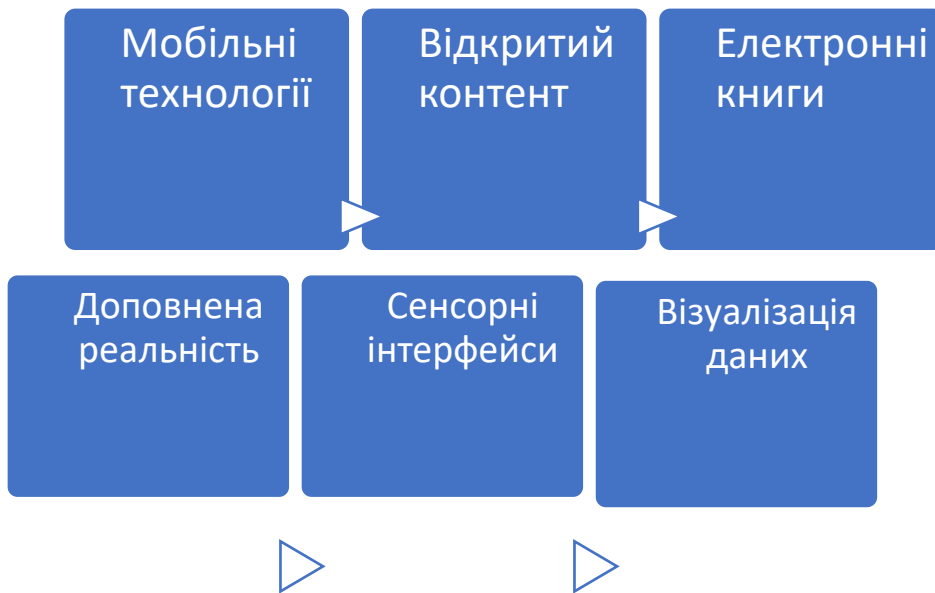 Мобільні
технології
Відкритий
контент
Електронні
книги
Доповнена
реальність
Сенсорні
інтерфейси
Візуалізація
даних